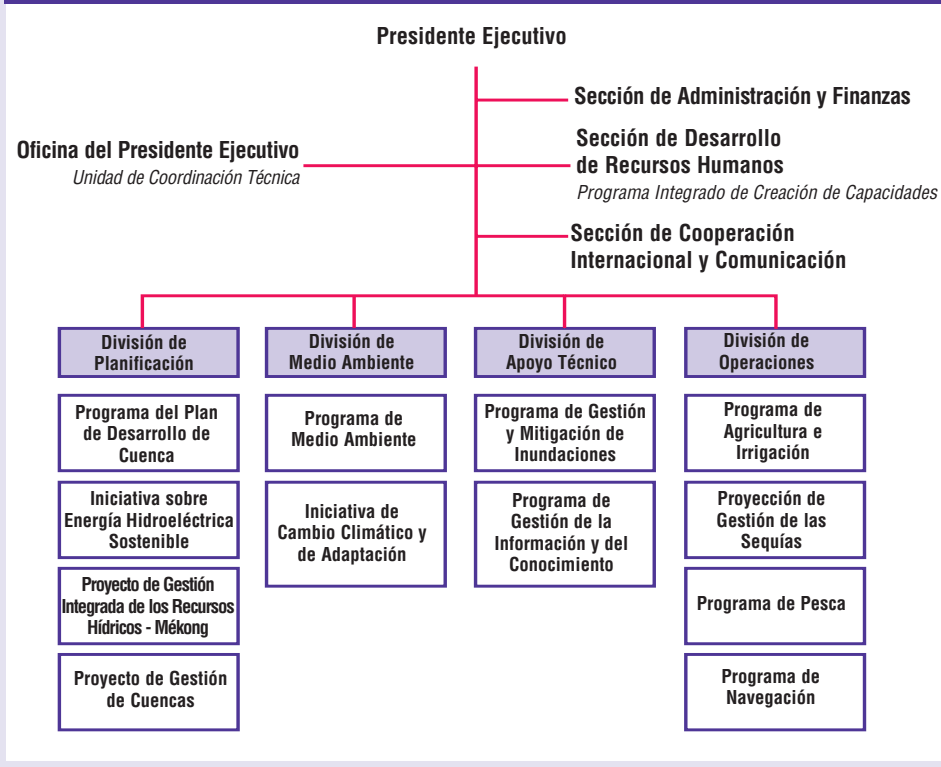 Presidente Ejecutivo
Sección de Administración y Finanzas
Oficina del Presidente Ejecutivo
Unidad de Coordinación Técnica
Sección de Desarrollo
de Recursos Humanos
Programa Integrado de Creación de Capacidades
Sección de Cooperación
Internacional y Comunicación
División de
Planificación
Programa del Plan
de Desarrollo de
Cuenca
Iniciativa sobre
Energía Hidroeléctrica
Sostenible
Proyecto de Gestión
Integrada de los Recursos
Hídricos - Mékong
Proyecto de Gestión
de Cuencas
División de
Medio Ambiente
Programa de
Medio Ambiente
Iniciativa de
Cambio Climático y
de Adaptación
División de
Apoyo Técnico
Programa de Gestión
y Mitigación de
Inundaciones
Programa de
Gestión de la
Información y del
Conocimiento
División de
Operaciones
Programa de
Agricultura e
Irrigación
Proyección de
Gestión de las
Sequías
Programa de Pesca
Programa de
Navegación